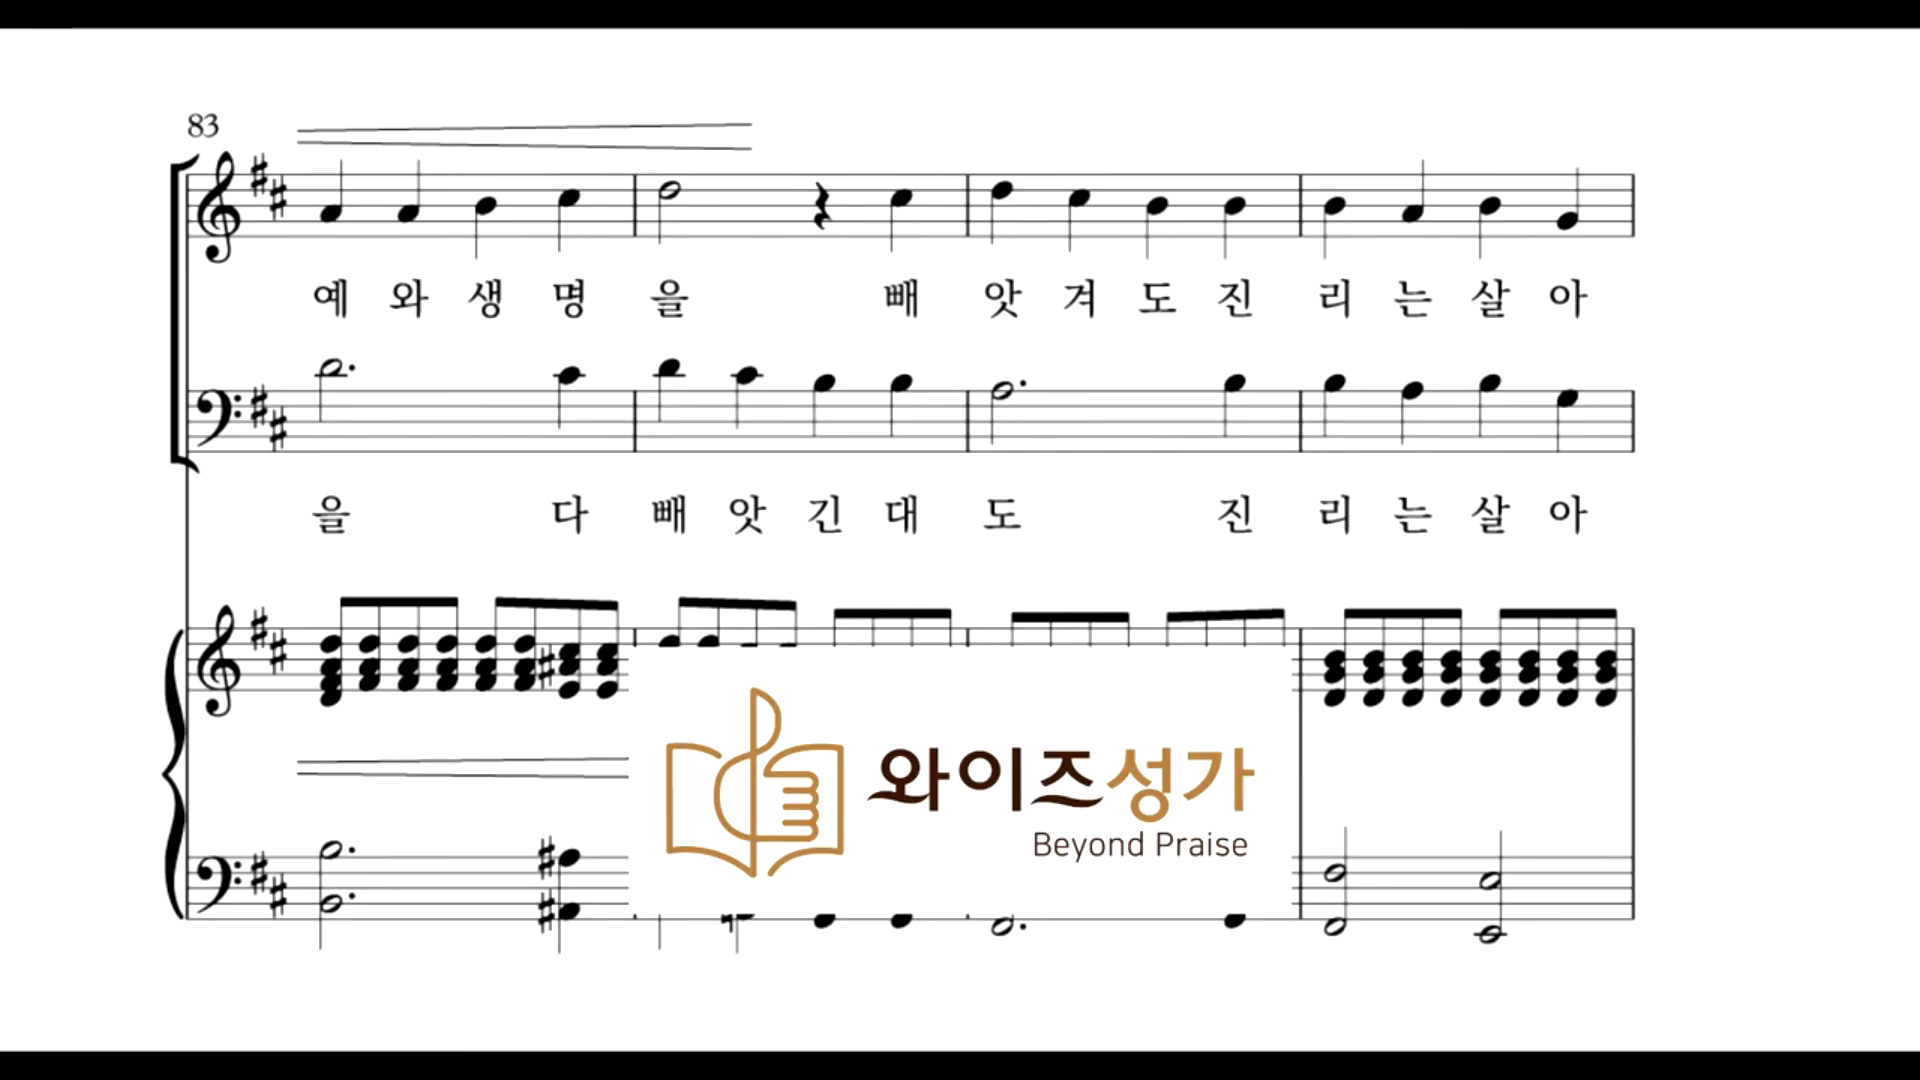 83
예 와 생 명 을 빼 앗 겨 도 진 리 는 살 아
을 다 빼 앗 긴 대 도 진 리 는 살 아
와이즈성가
Beyond Praise